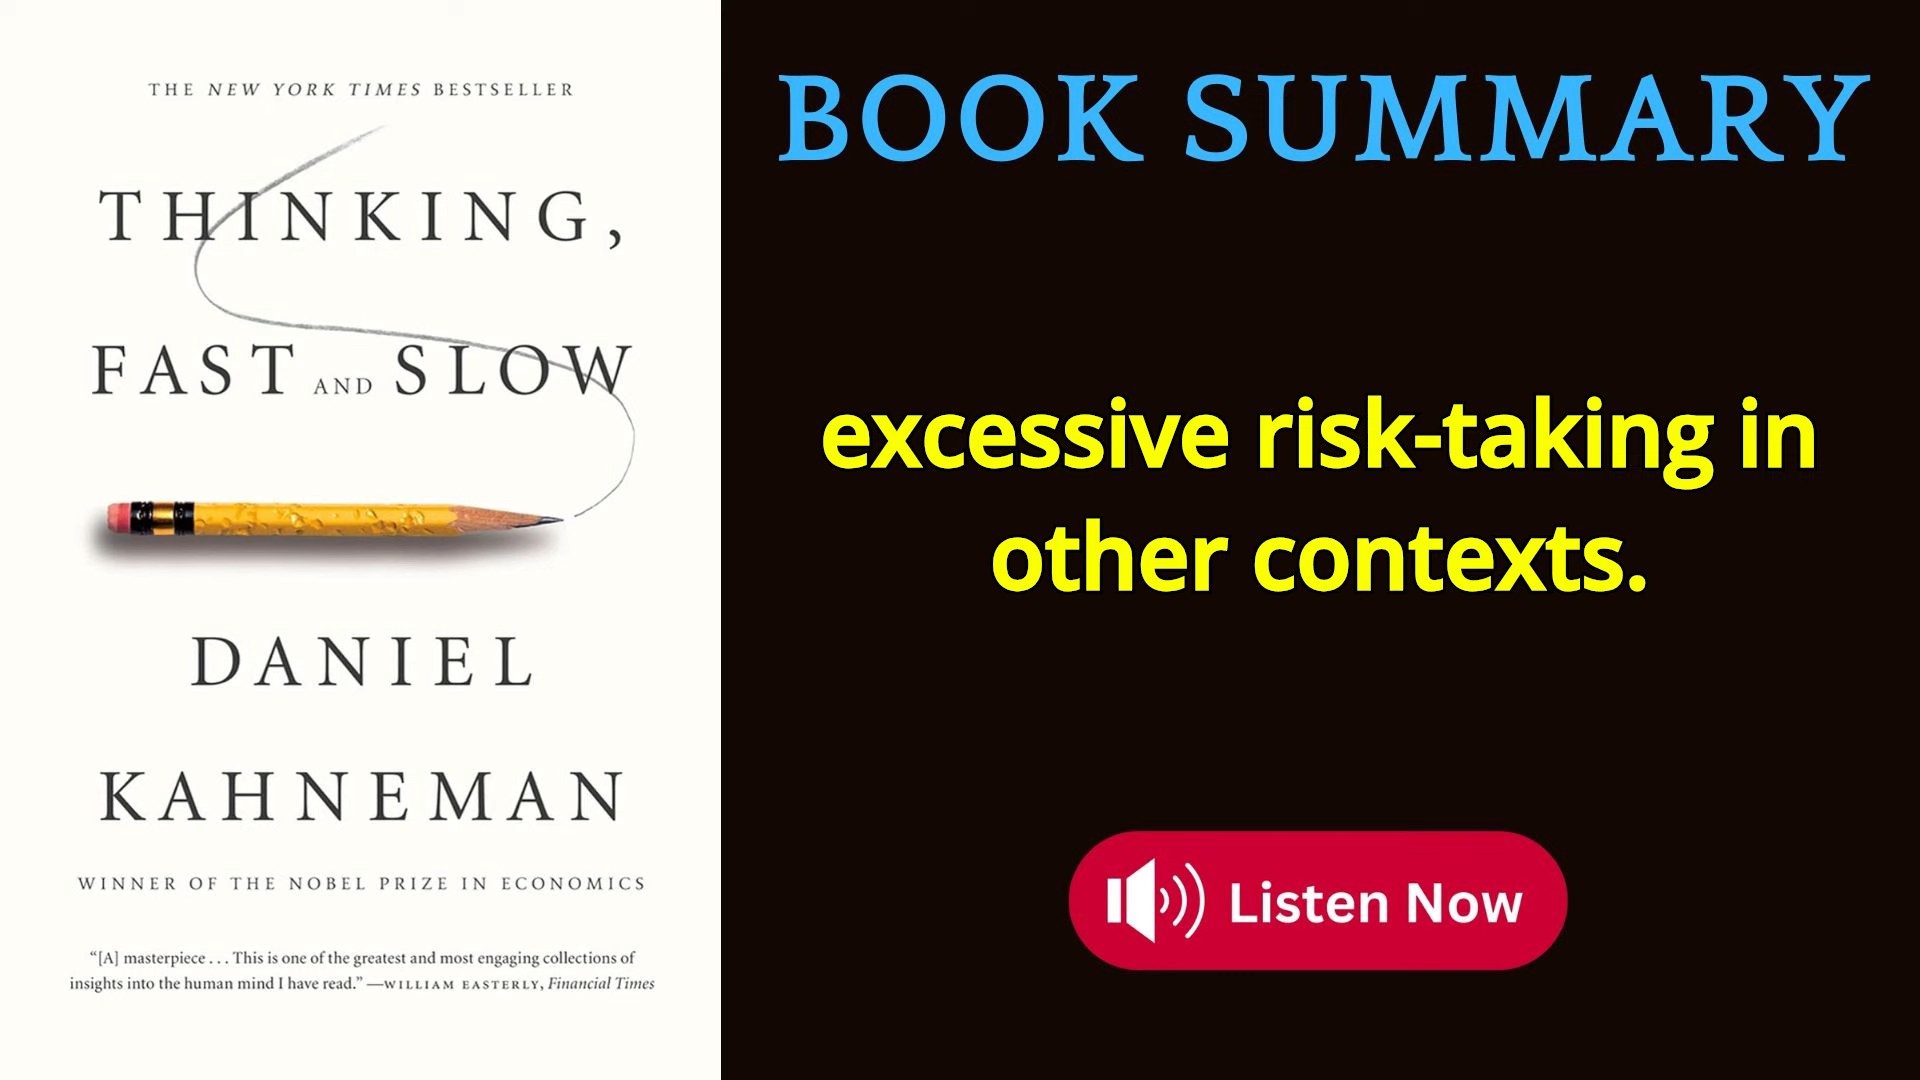 THE NEW YORK TIMES BESTSELLER
THINKING,
FAST AND SLOW
DANIEL
KAHNEMAN
WINNER OF THE NOBEL PRIZE IN ECONOMICS
“[A] masterpiece . . . This is one of the greatest and most engaging collections of
insights into the human mind I have read.” —WILLIAM EASTERLY, Financial Times
BOOK SUMMARY
excessive risk-taking in
other contexts.
Listen Now